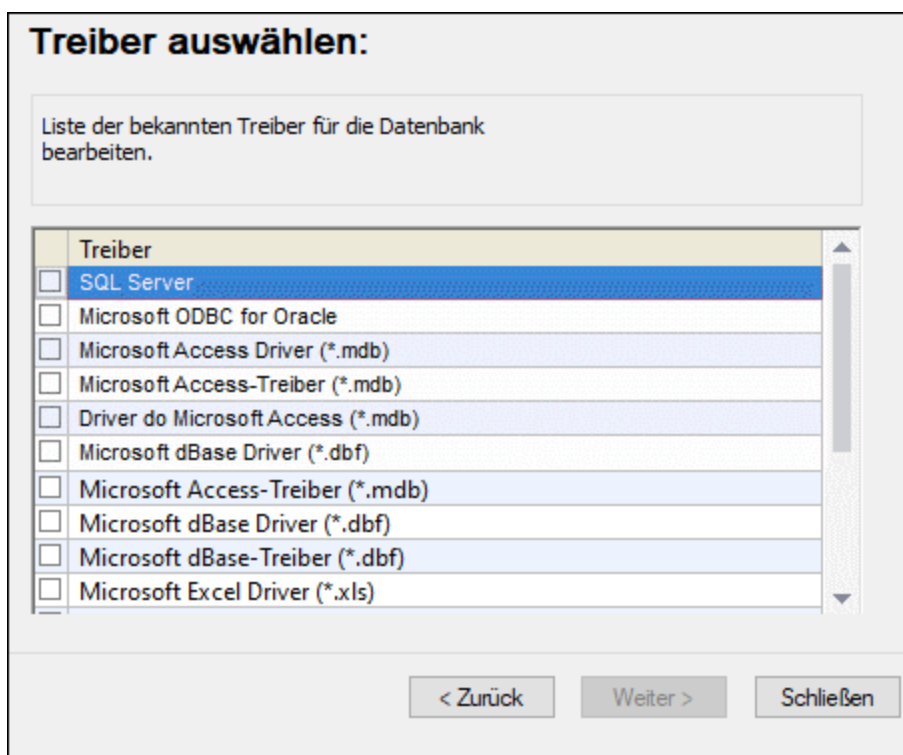 Treiber auswählen:
Liste der bekannten Treiber für die Datenbank
bearbeiten.
Treiber
SQL Server
Microsoft ODBC for Oracle
Microsoft Access Driver (*.mdb)
Microsoft Access-Treiber (*.mdb)
Driver do Microsoft Access (*.mdb)
Microsoft dBase Driver (*.dbf)
Microsoft Access-Treiber (*.mdb)
Microsoft dBase Driver (*.dbf)
Microsoft dBase-Treiber (*.dbf)
Microsoft Excel Driver (*.xls)
< Zurück Weiter > Schließen